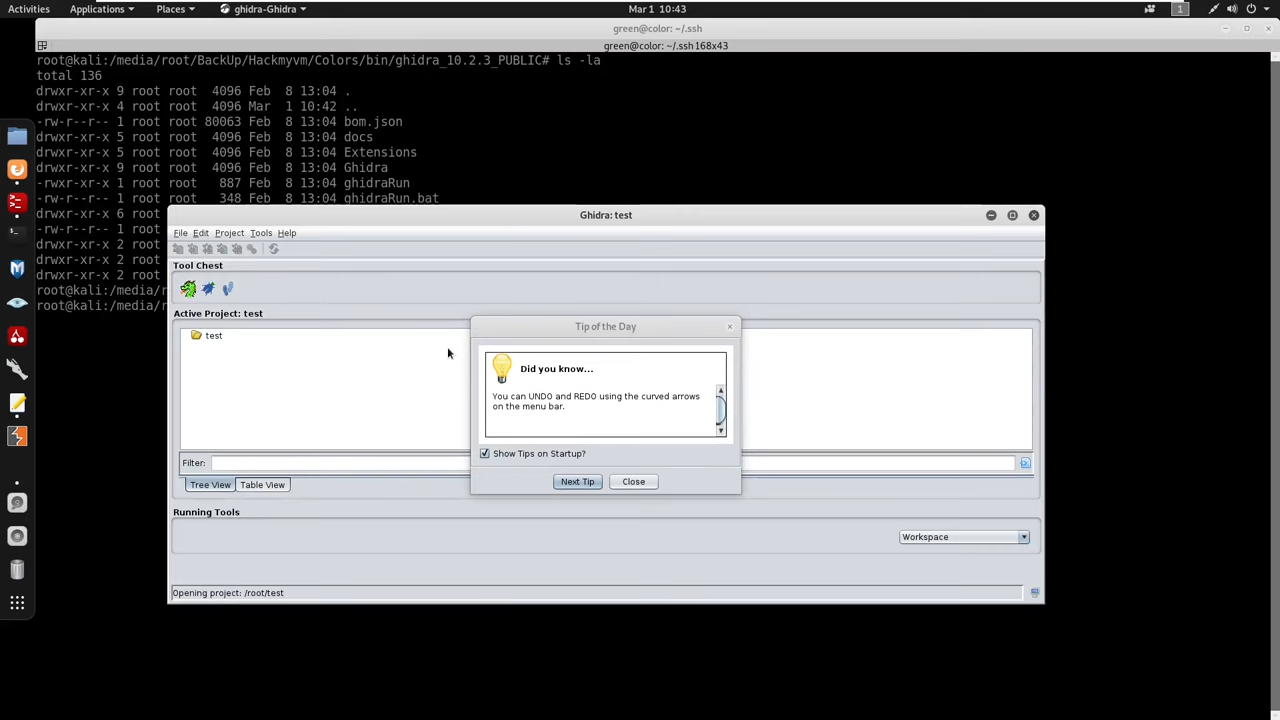 Activities Applications Places ghidra-Ghidra Mar 1 10:43 1
green@color: ~/.ssh
green@color: ~/.ssh 168x43
root@kali:/media/root/BackUp/Hackmyvm/Colors/bin/ghidra_10.2.3_PUBLIC# ls -la
total 136
drwxr-xr-x 9 root root 4096 Feb 8 13:04 .
drwxr-xr-x 4 root root 4096 Mar 1 10:42 ..
-rw-r--r-- 1 root root 80063 Feb 8 13:04 bom.json
drwxr-xr-x 5 root root 4096 Feb 8 13:04 docs
drwxr-xr-x 5 root root 4096 Feb 8 13:04 Extensions
drwxr-xr-x 9 root root 4096 Feb 8 13:04 Ghidra
-rwxr-xr-x 1 root root 887 Feb 8 13:04 ghidraRun
-rw-r--r-- 1 root root 348 Feb 8 13:04 ghidraRun.bat
drwxr-xr-x 6
-rw-r--r-- 1
drwxr-xr-x 2
drwxr-xr-x 2
drwxr-xr-x 2
root@kali:/media/r
root@kali:/media/r
Ghidra: test
File Edit Project Tools Help
Tool Chest
Active Project: test
test
Tip of the Day
Did you know...
You can UNDO and REDO using the curved arrows
on the menu bar.
Show Tips on Startup?
Next Tip Close
Filter:
Tree View Table View
Running Tools
Workspace
Opening project: /root/test